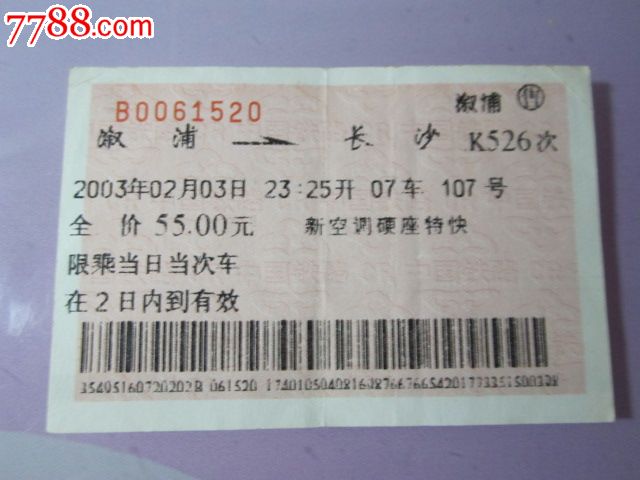 7788.com
B0061520
溆浦 售
溆浦 → 长沙 K526次
2003年02月03日 23:25开 07车 107号
全价55.00元 新空调硬座特快
限乘当日当次车
在2日内到有效